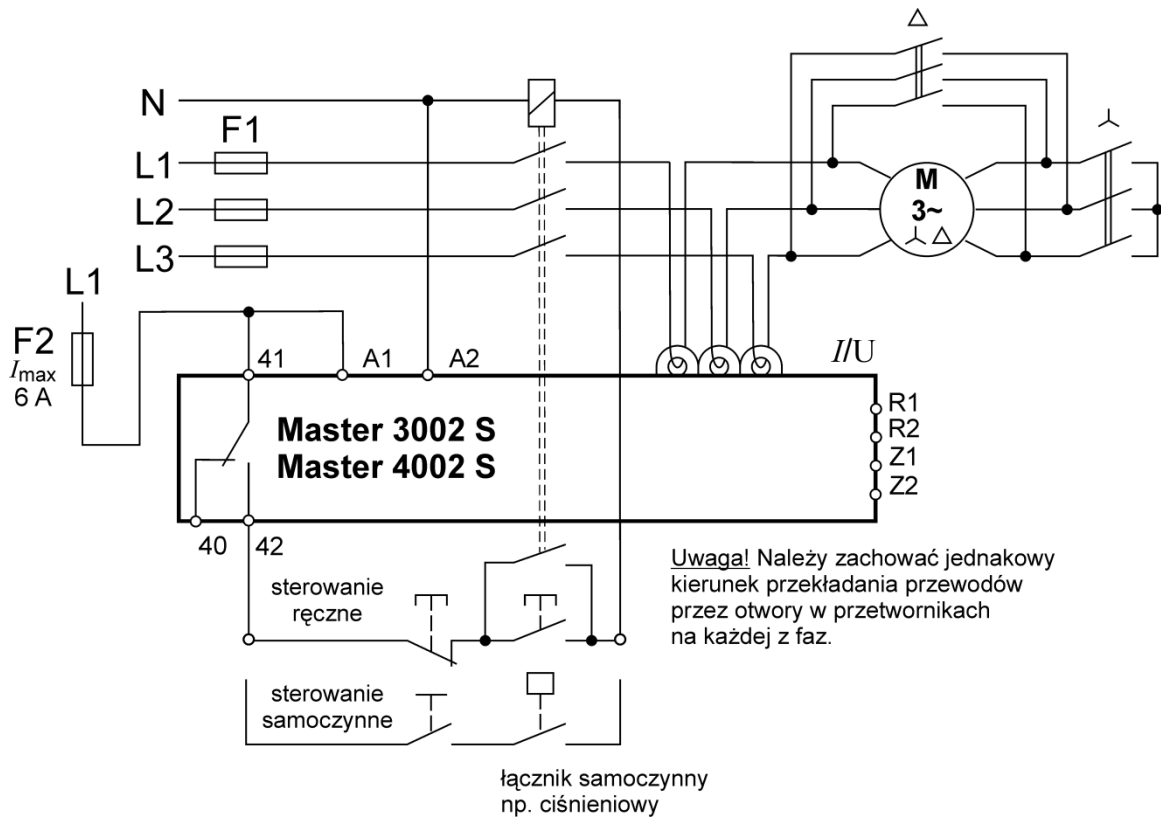 N
F1
L1
L2
L3
L1
F2
Imax
6 A
M
3~
I/U
41
A1
A2
Master 3002 S
Master 4002 S
R1
R2
Z1
Z2
40
42
sterowanie
ręczne
Uwaga! Należy zachować jednakowy
kierunek przekładania przewodów
przez otwory w przetwornikach
na każdej z faz.
sterowanie
samoczynne
łącznik samoczynny
np. ciśnieniowy